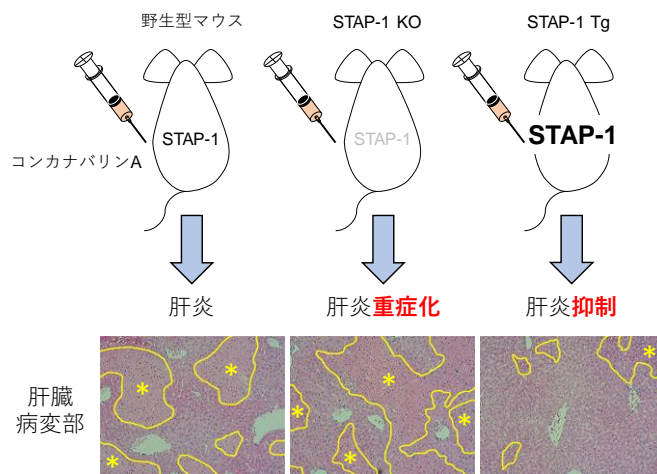 野生型マウス
STAP-1 KO
STAP-1 Tg
STAP-1
STAP-1
STAP-1
コンカナバリンA
肝炎
肝炎重症化
肝炎抑制
肝臓
病変部
*
*
*
*
*
*
*
*